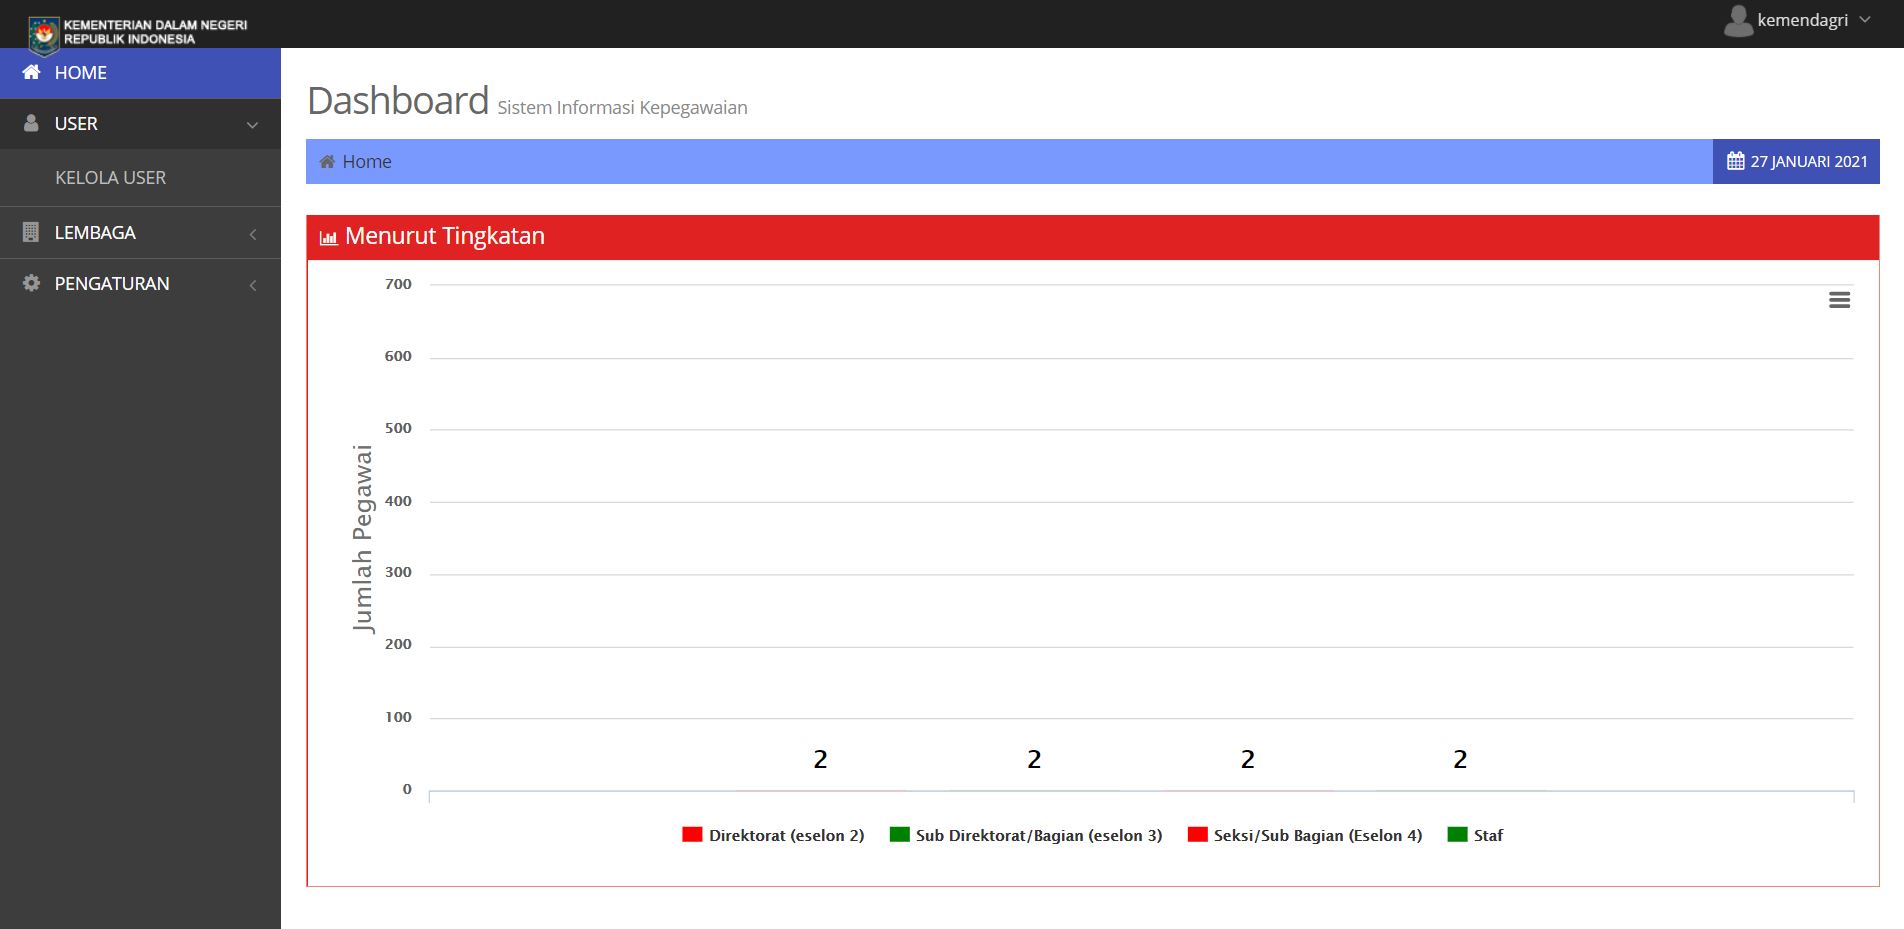 KEMENTERIAN DALAM NEGERI
REPUBLIK INDONESIA
kemendagri
HOME
USER
KELOLA USER
LEMBAGA
PENGATURAN
Dashboard Sistem Informasi Kepegawaian
Home
27 JANUARI 2021
Menurut Tingkatan
Jumlah Pegawai
700
600
500
400
300
200
100
0
2 2 2 2
Direktorat (eselon 2) Sub Direktorat/Bagian (eselon 3) Seksi/Sub Bagian (Eselon 4) Staf